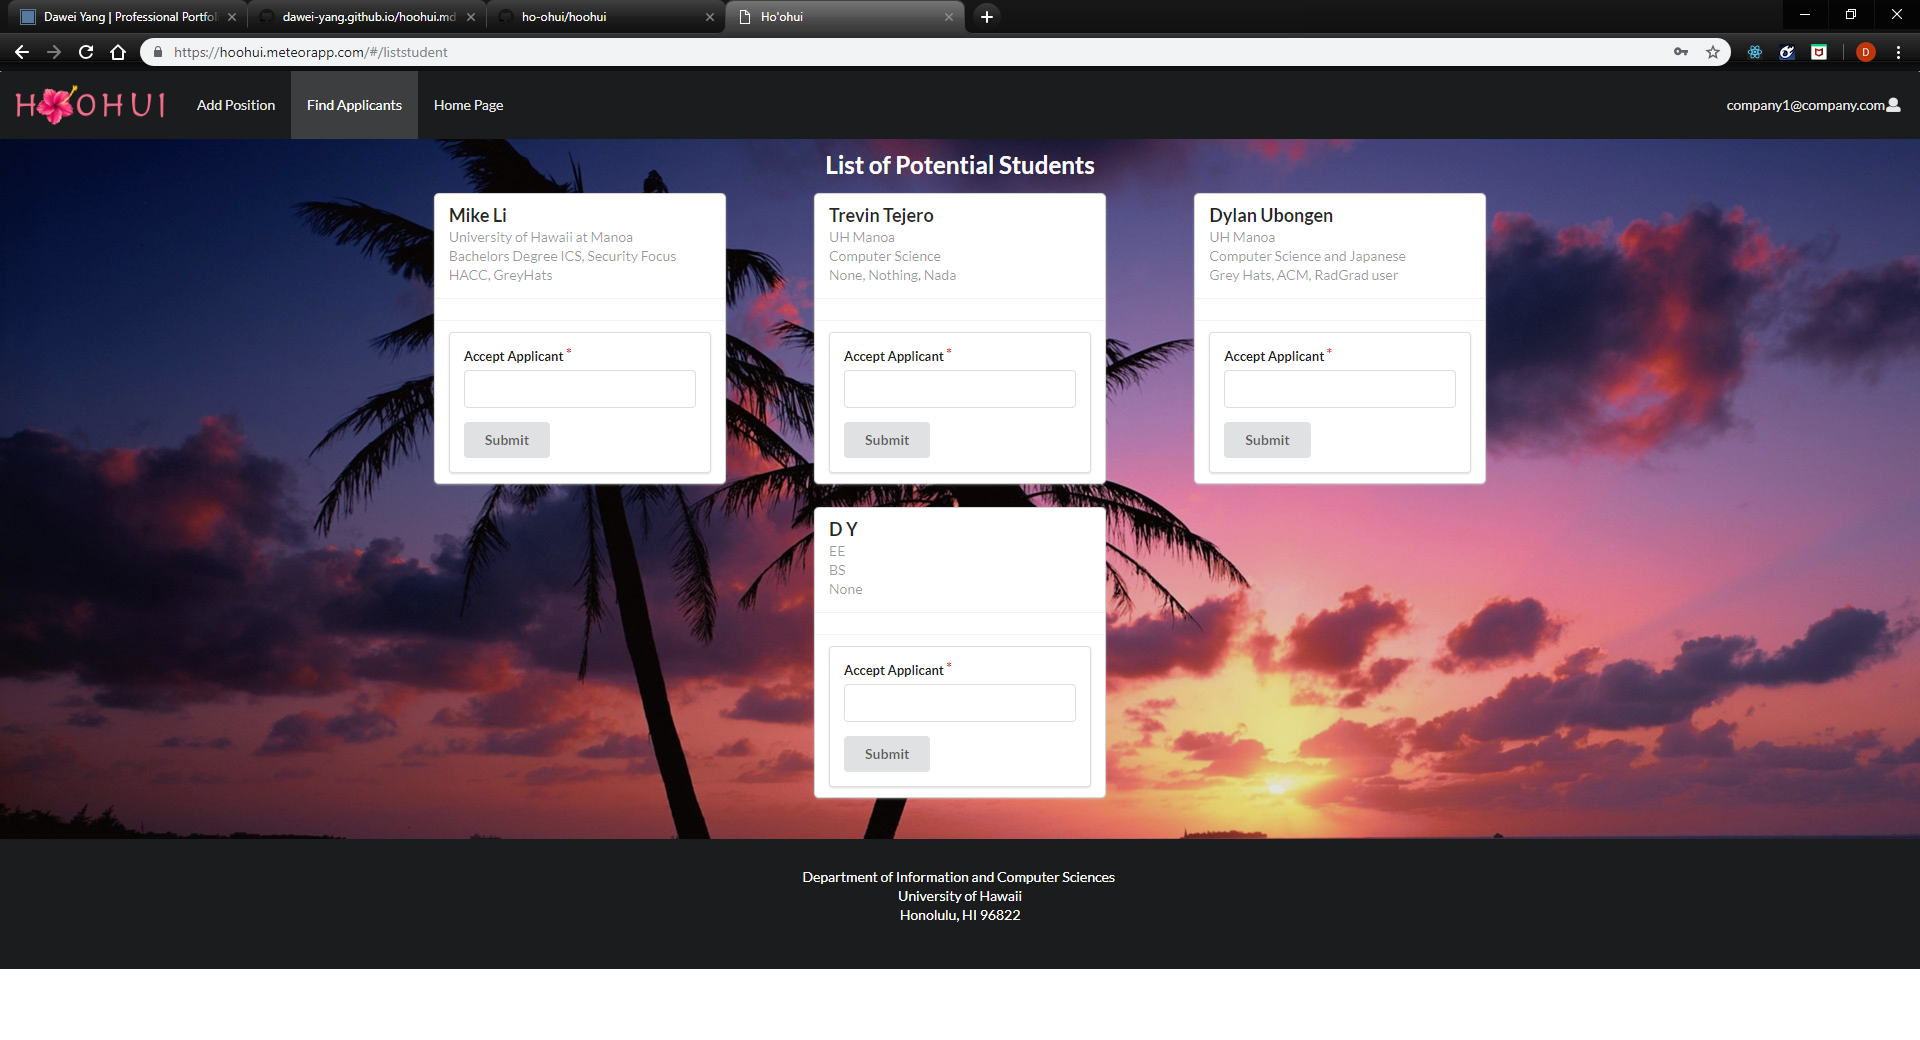 Dawei Yang | Professional Portfoli
dawei-yang.github.io/hoohui.md
ho-ohui/hoohui
Ho'ohui
https://hoohui.meteorapp.com/#/liststudent
D
HOOHUI
Add Position
Find Applicants
Home Page
company1@company.com
List of Potential Students
Mike Li
University of Hawaii at Manoa
Bachelors Degree ICS, Security Focus
HACC, GreyHats
Accept Applicant *
Submit
Trevin Tejero
UH Manoa
Computer Science
None, Nothing, Nada
Accept Applicant *
Submit
Dylan Ubongen
UH Manoa
Computer Science and Japanese
Grey Hats, ACM, RadGrad user
Accept Applicant *
Submit
D Y
EE
BS
None
Accept Applicant *
Submit
Department of Information and Computer Sciences
University of Hawaii
Honolulu, HI 96822